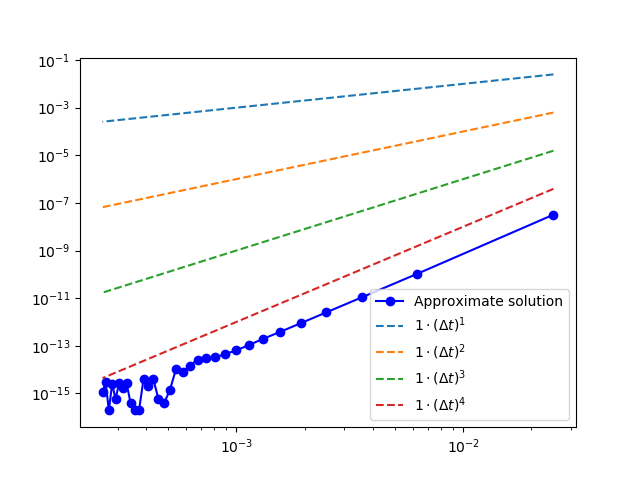 10⁻¹
10⁻³
10⁻⁵
10⁻⁷
10⁻⁹
10⁻¹¹
10⁻¹³
10⁻¹⁵
10⁻³ 10⁻²
Approximate solution
1 · (Δt)¹
1 · (Δt)²
1 · (Δt)³
1 · (Δt)⁴